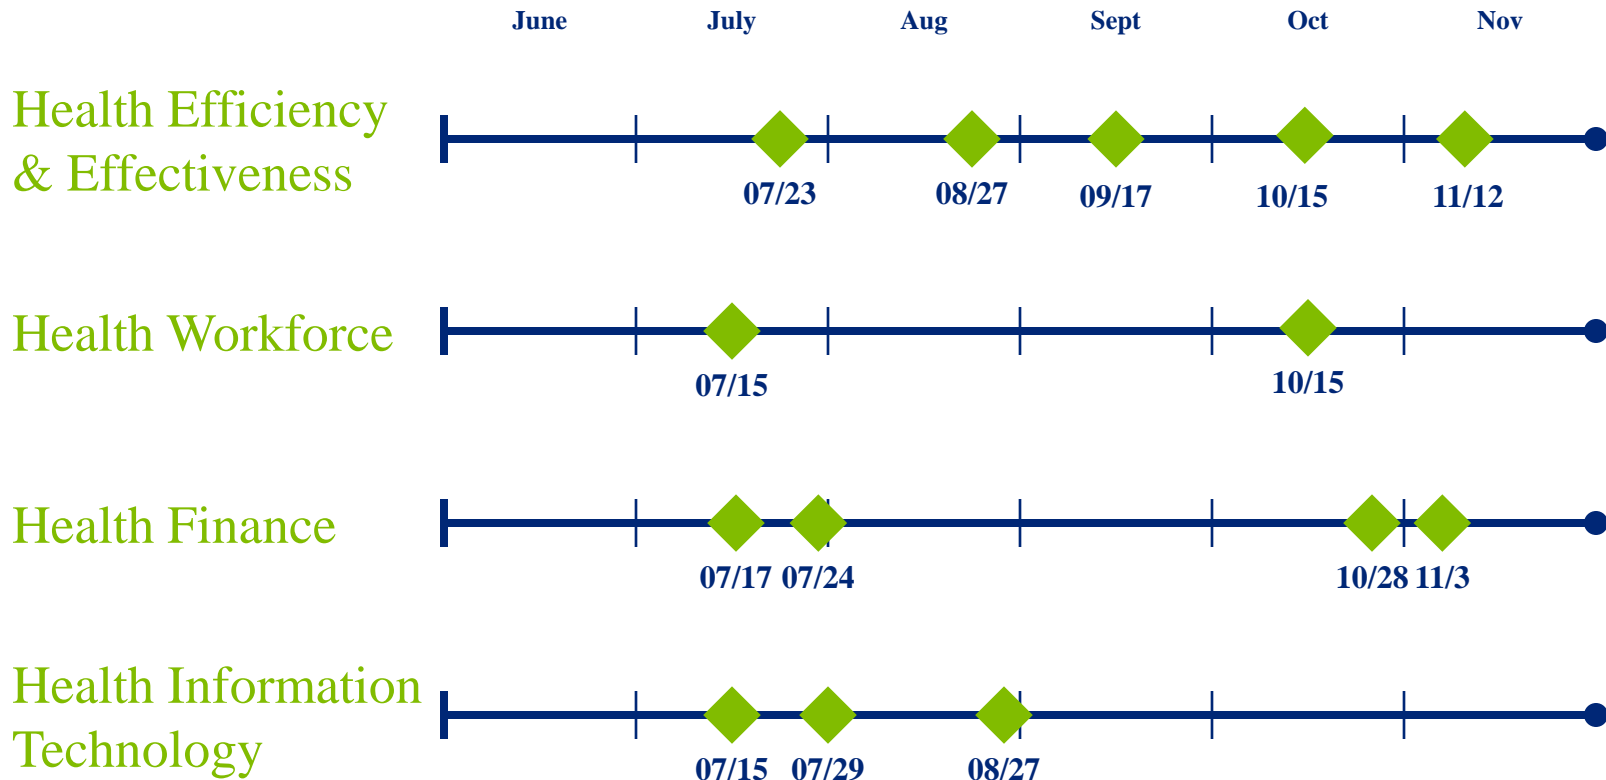 June July Aug Sept Oct Nov
Health Efficiency
& Effectiveness
07/23 08/27 09/17 10/15 11/12
Health Workforce
07/15 10/15
Health Finance
07/17 07/24 10/28 11/3
Health Information
Technology
07/15 07/29 08/27